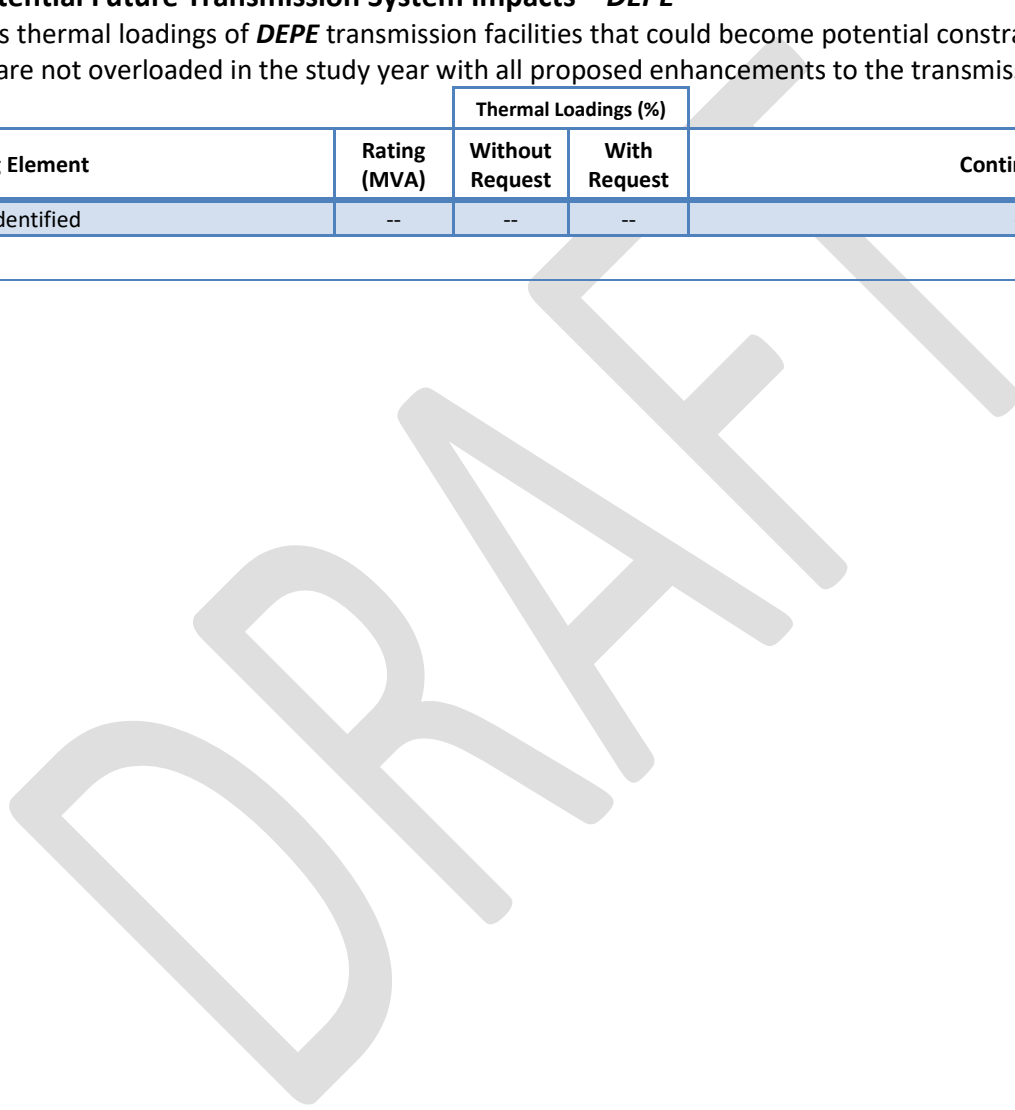 tential Future Transmission System Impacts – DEPE
s thermal loadings of DEPE transmission facilities that could become potential constra
are not overloaded in the study year with all proposed enhancements to the transmis
Thermal Loadings (%)
Element Rating (MVA) Without Request With Request Contin
dentified -- -- --
DRAFT